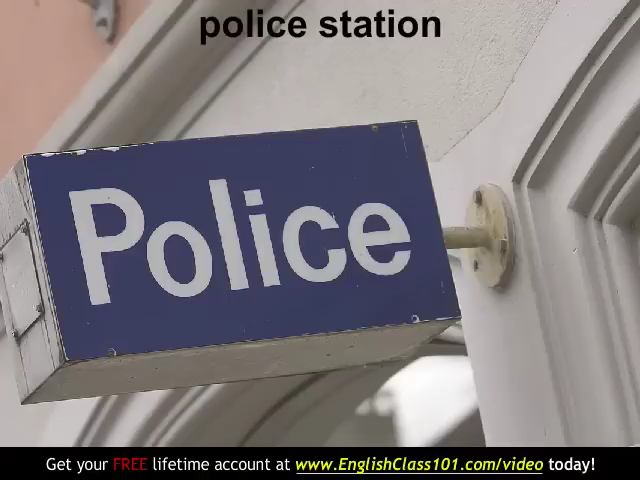 police station
Police
Get your FREE lifetime account at www.EnglishClass101.com/video today!